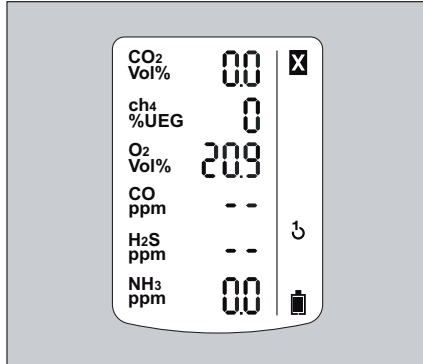 CO2
Vol% 0.0 X
ch4
%UEG 0
O2
Vol% 20.9
CO
ppm - -
H2S
ppm - -
NH3
ppm 0.0